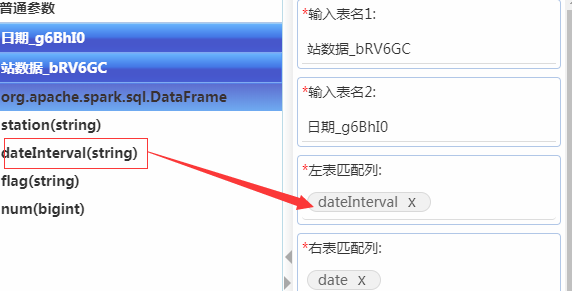 普通参数
日期_g6BhI0
站数据_bRV6GC
org.apache.spark.sql.DataFrame
station(string)
dateInterval(string)
flag(string)
num(bigint)
*输入表名1:
站数据_bRV6GC
*输入表名2:
日期_g6BhI0
*左表匹配列:
dateInterval x
*右表匹配列:
date x